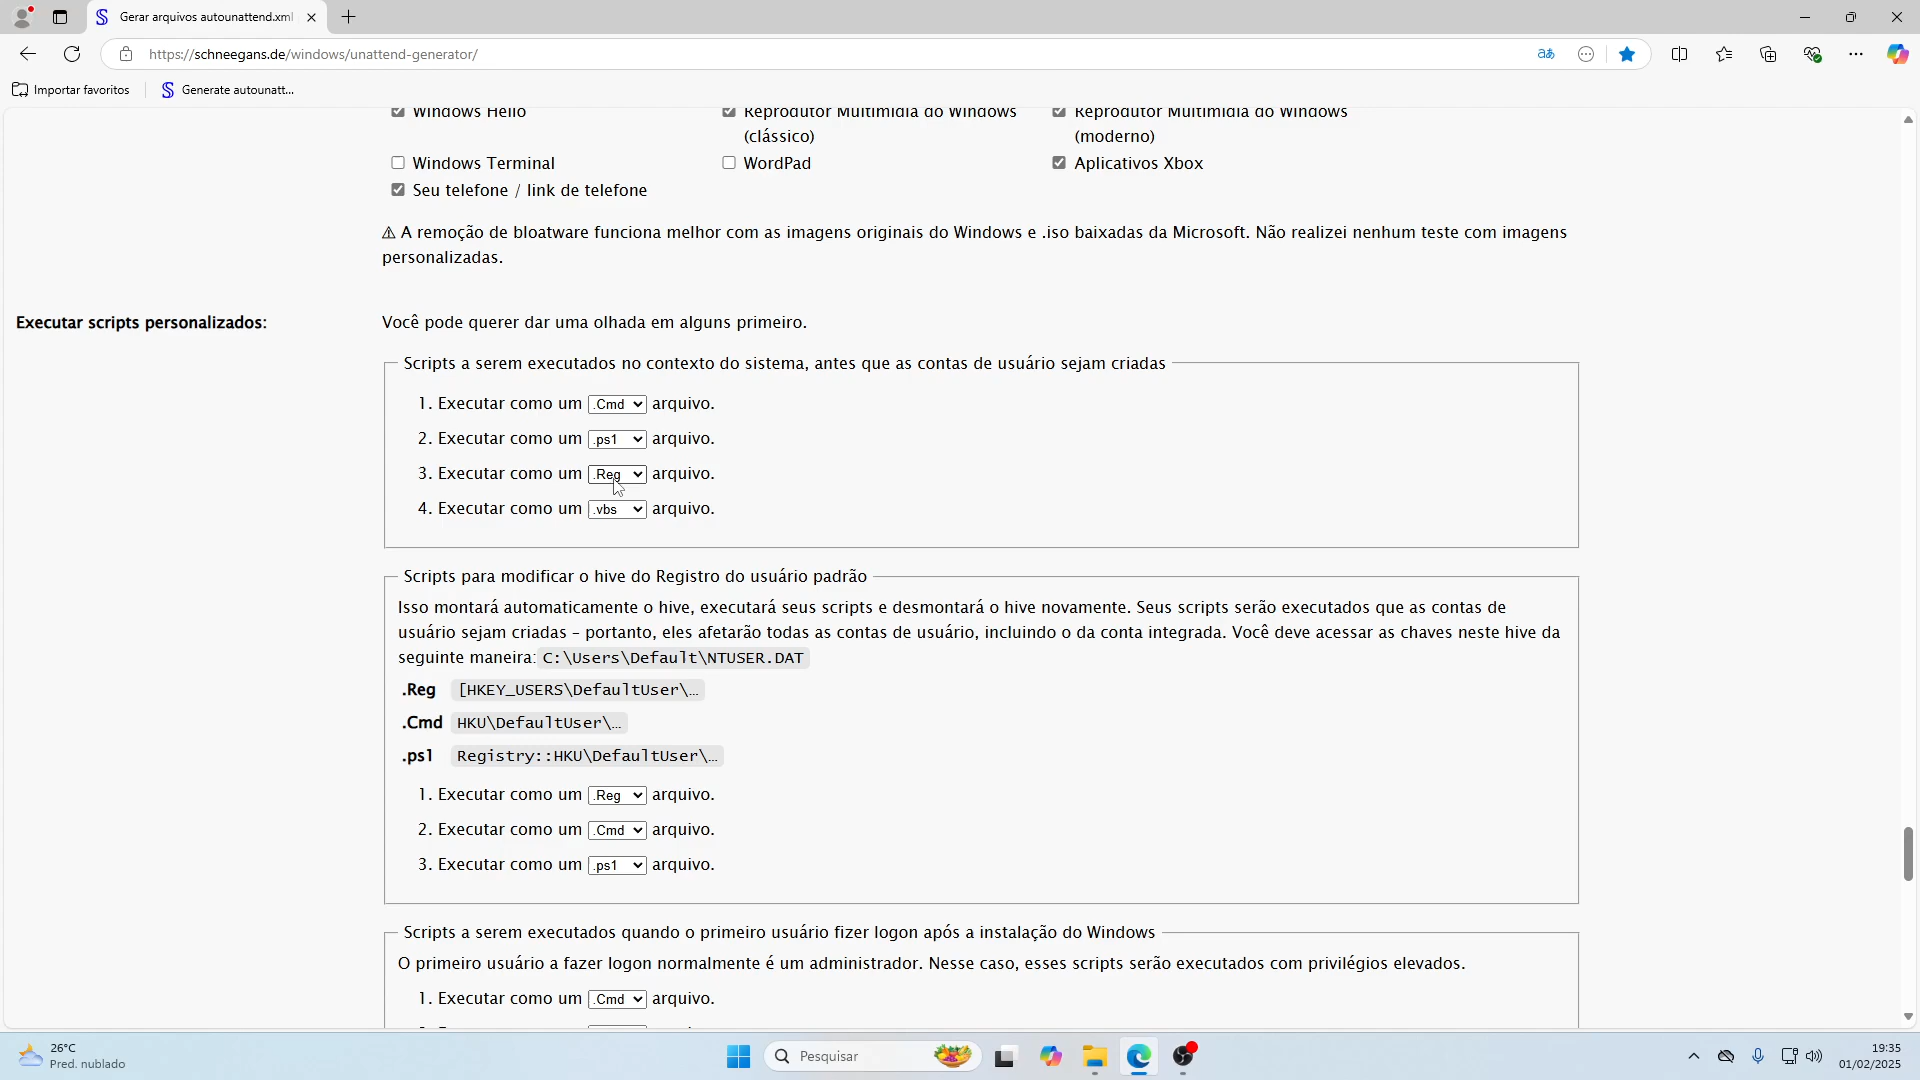 Gerar arquivos autounattend.xml
https://schneegans.de/windows/unattend-generator/
Importar favoritos
Generate autounatt...
Windows Hello
Reprodutor Multimídia do Windows
(clássico)
Reprodutor Multimídia do Windows
(moderno)
Windows Terminal
WordPad
Aplicativos Xbox
Seu telefone / link de telefone
⚠ A remoção de bloatware funciona melhor com as imagens originais do Windows e .iso baixadas da Microsoft. Não realizei nenhum teste com imagens
personalizadas.
Executar scripts personalizados:
Você pode querer dar uma olhada em alguns primeiro.
Scripts a serem executados no contexto do sistema, antes que as contas de usuário sejam criadas
1. Executar como um .Cmd arquivo.
2. Executar como um .ps1 arquivo.
3. Executar como um .Reg arquivo.
4. Executar como um .vbs arquivo.
Scripts para modificar o hive do Registro do usuário padrão
Isso montará automaticamente o hive, executará seus scripts e desmontará o hive novamente. Seus scripts serão executados que as contas de
usuário sejam criadas – portanto, eles afetarão todas as contas de usuário, incluindo o da conta integrada. Você deve acessar as chaves neste hive da
seguinte maneira: C:\Users\Default\NTUSER.DAT
.Reg [HKEY_USERS\DefaultUser\…
.Cmd HKU\DefaultUser\…
.ps1 Registry::HKU\DefaultUser\…
1. Executar como um .Reg arquivo.
2. Executar como um .Cmd arquivo.
3. Executar como um .ps1 arquivo.
Scripts a serem executados quando o primeiro usuário fizer logon após a instalação do Windows
O primeiro usuário a fazer logon normalmente é um administrador. Nesse caso, esses scripts serão executados com privilégios elevados.
1. Executar como um .Cmd arquivo.
26°C
Pred. nublado
Pesquisar
19:35
01/02/2025